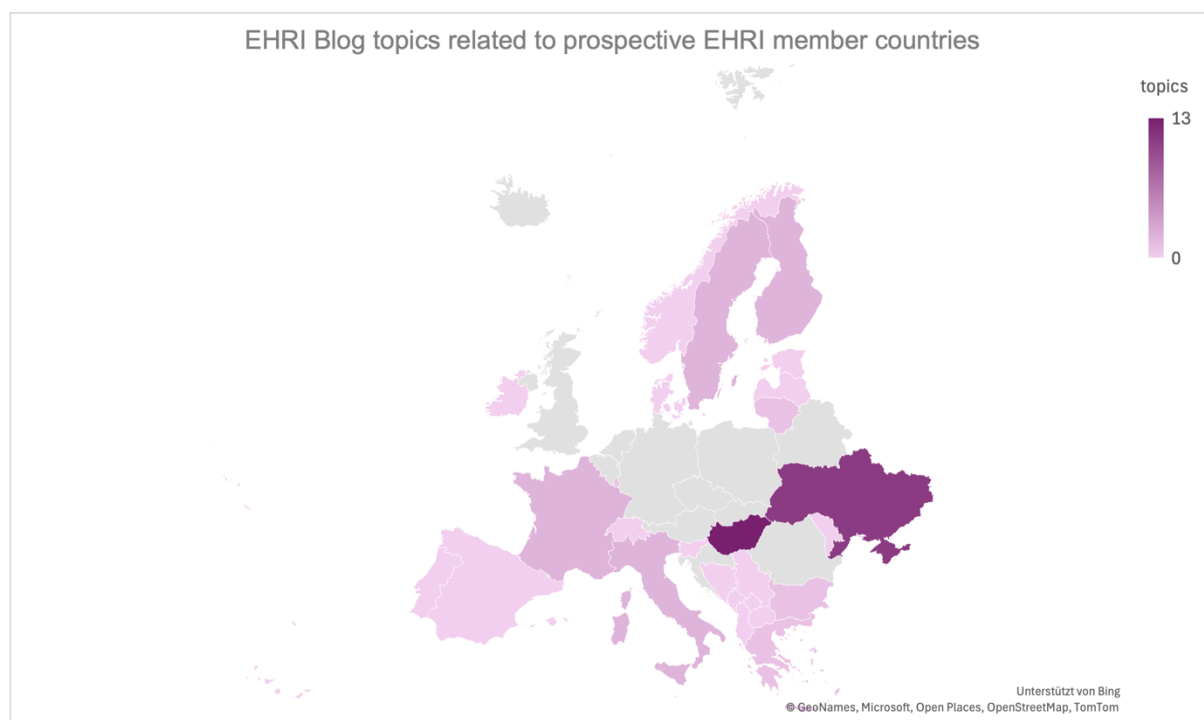 EHRI Blog topics related to prospective EHRI member countries
topics
13
0
Unterstützt von Bing
© GeoNames, Microsoft, Open Places, OpenStreetMap, TomTom